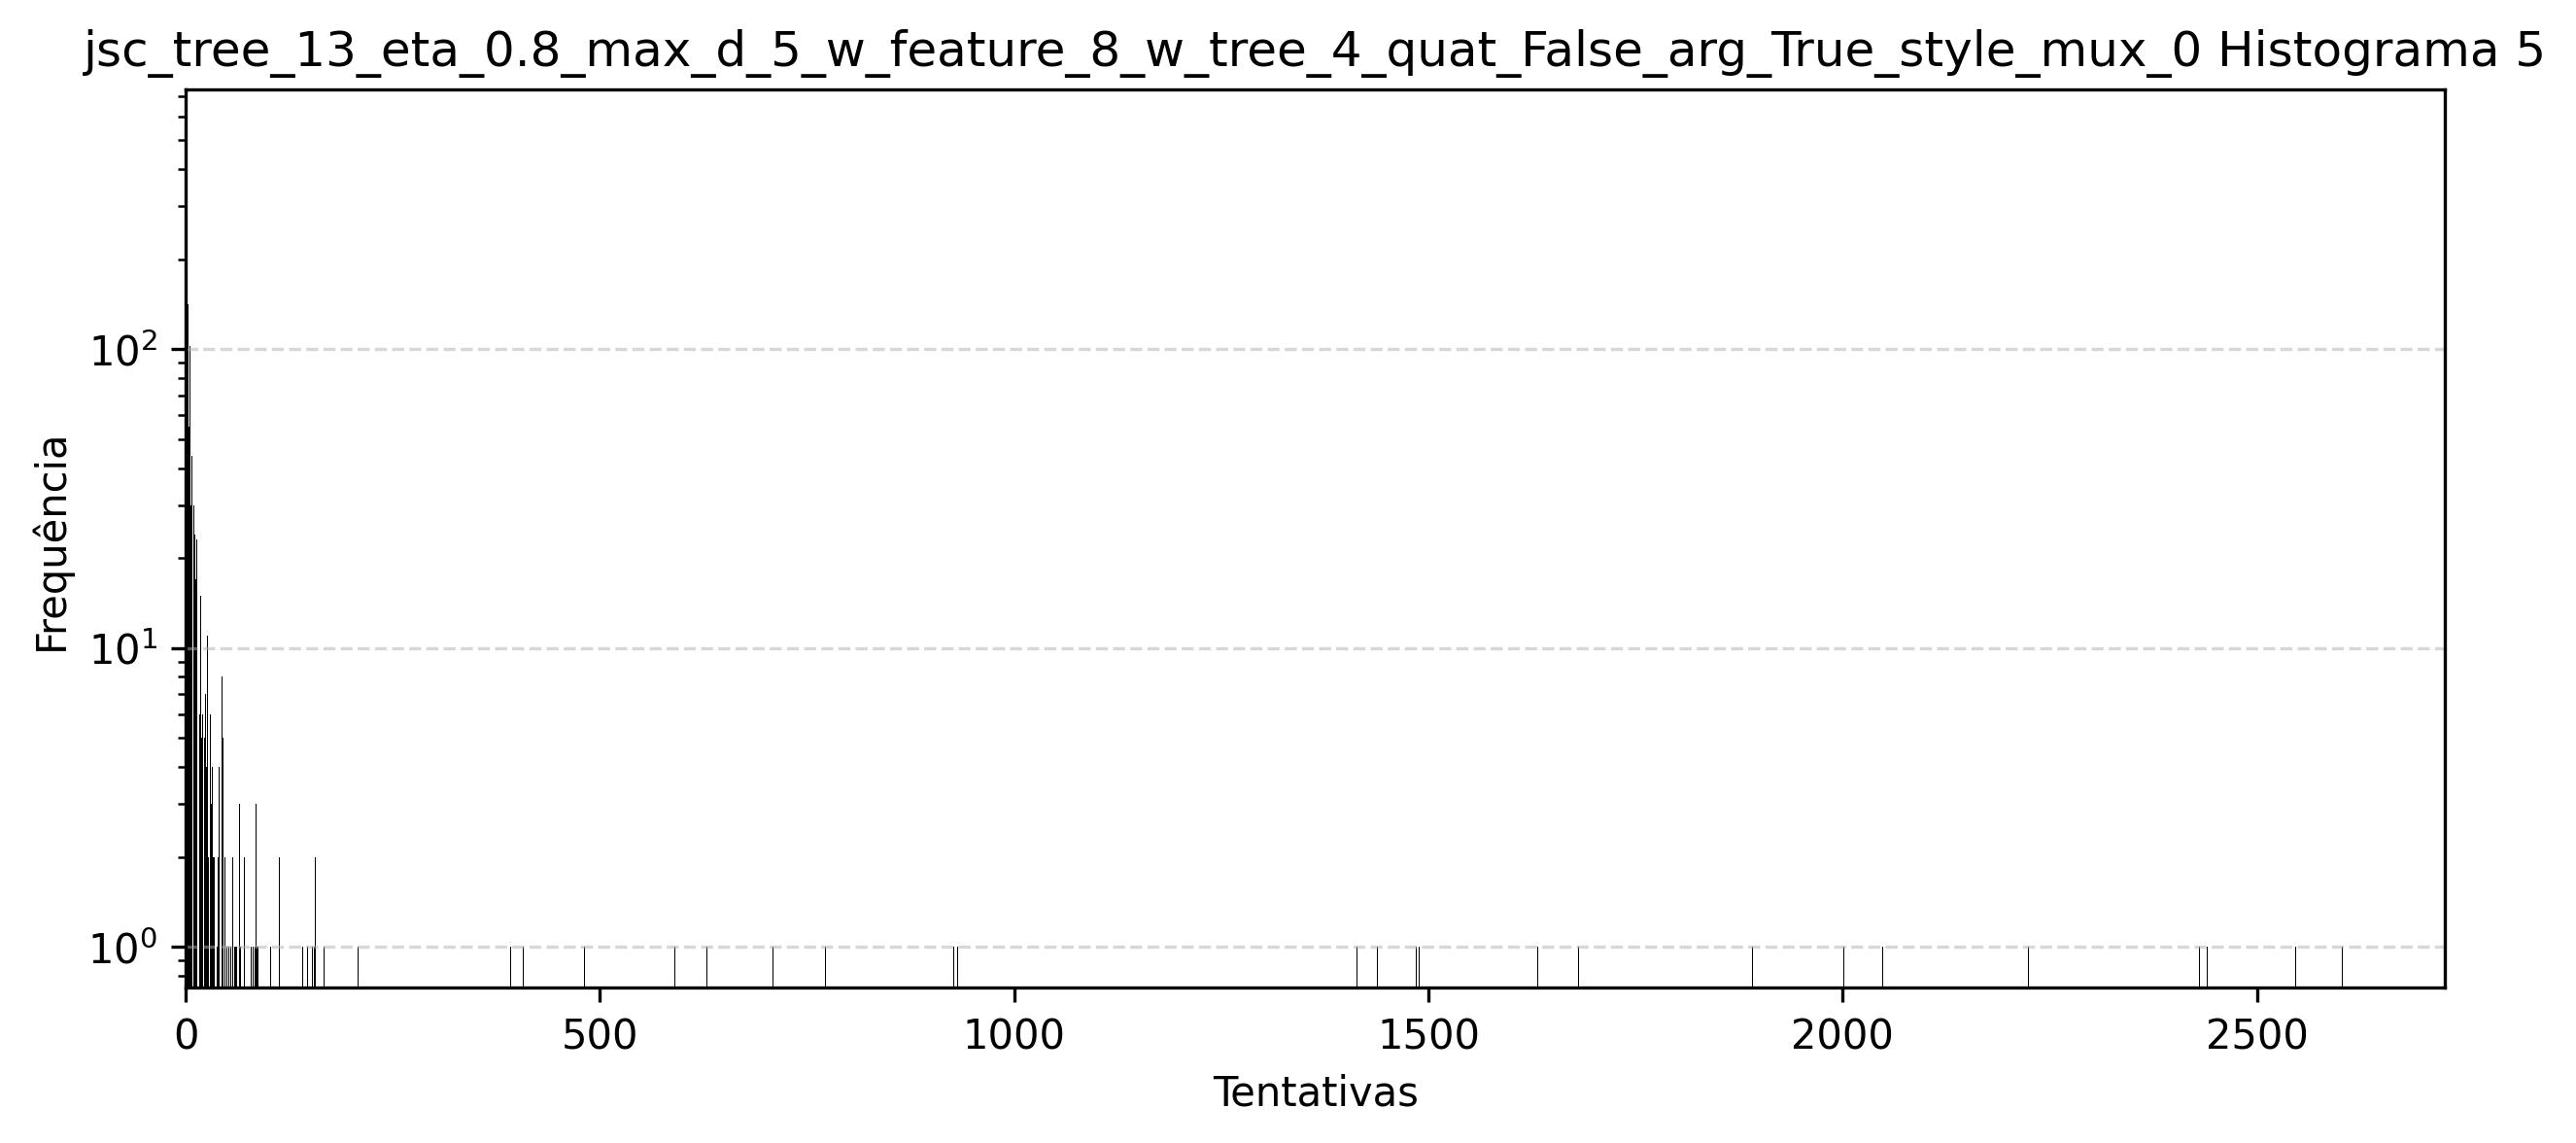 jsc_tree_13_eta_0.8_max_d_5_w_feature_8_w_tree_4_quat_False_arg_True_style_mux_0 Histograma 5
Frequência
10²
10¹
10⁰
0 500 1000 1500 2000 2500
Tentativas